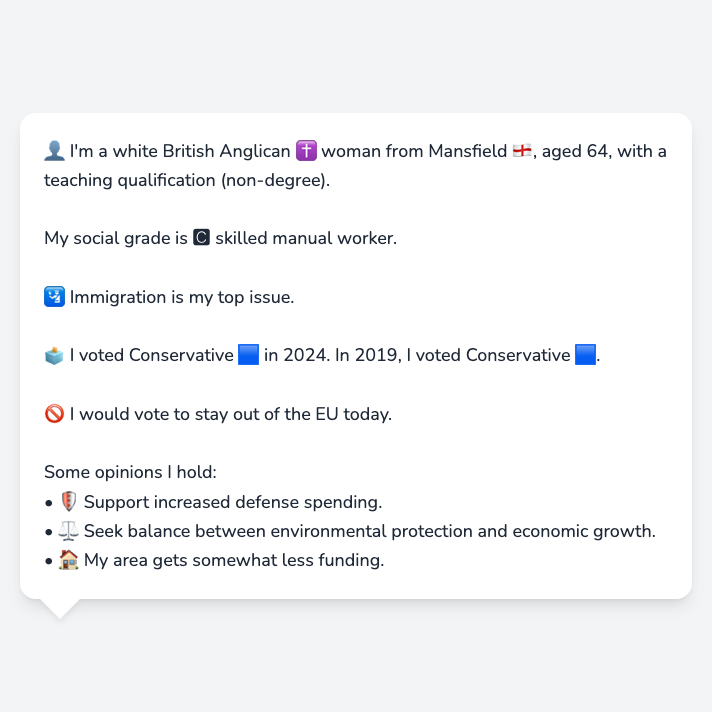 👤 I'm a white British Anglican ✝️ woman from Mansfield 🏴󠁧󠁢󠁥󠁮󠁧󠁿, aged 64, with a
teaching qualification (non-degree).
My social grade is 🅲 skilled manual worker.
🛂 Immigration is my top issue.
🗳️ I voted Conservative 🟦 in 2024. In 2019, I voted Conservative 🟦.
🚫 I would vote to stay out of the EU today.
Some opinions I hold:
• 🛡️ Support increased defense spending.
• ⚖️ Seek balance between environmental protection and economic growth.
• 🏠 My area gets somewhat less funding.